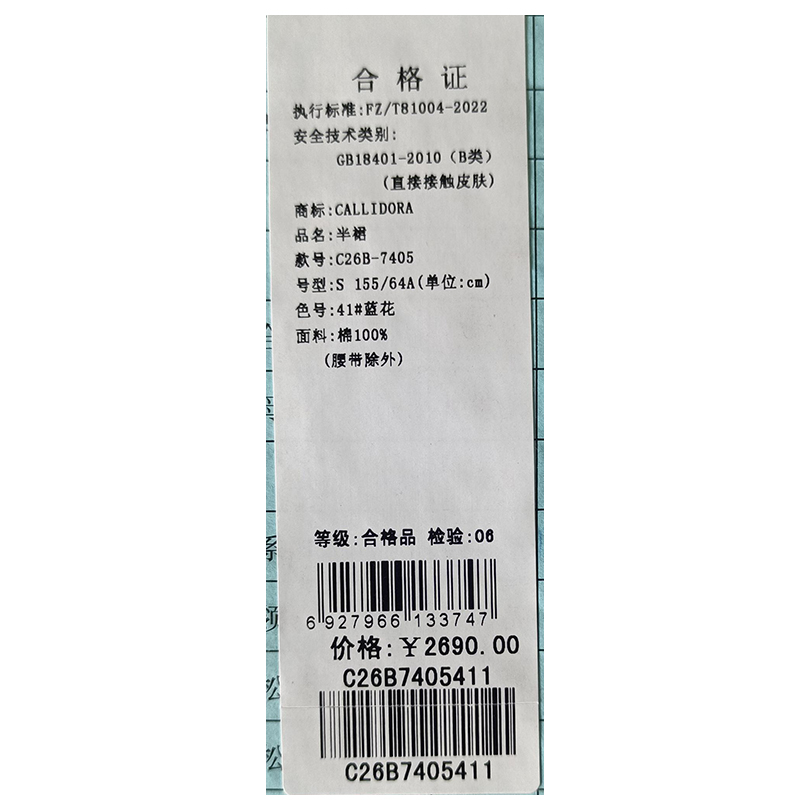 合格证
执行标准:FZ/T81004-2022
安全技术类别:
GB18401-2010（B类）
(直接接触皮肤)
商标:CALLIDORA
品名:半裙
款号:C26B-7405
号型:S 155/64A(单位:cm)
色号:41#蓝花
面料:棉100%
(腰带除外)
等级:合格品 检验:06
6 927966 133747
价格:￥2690.00
C26B7405411
C26B7405411